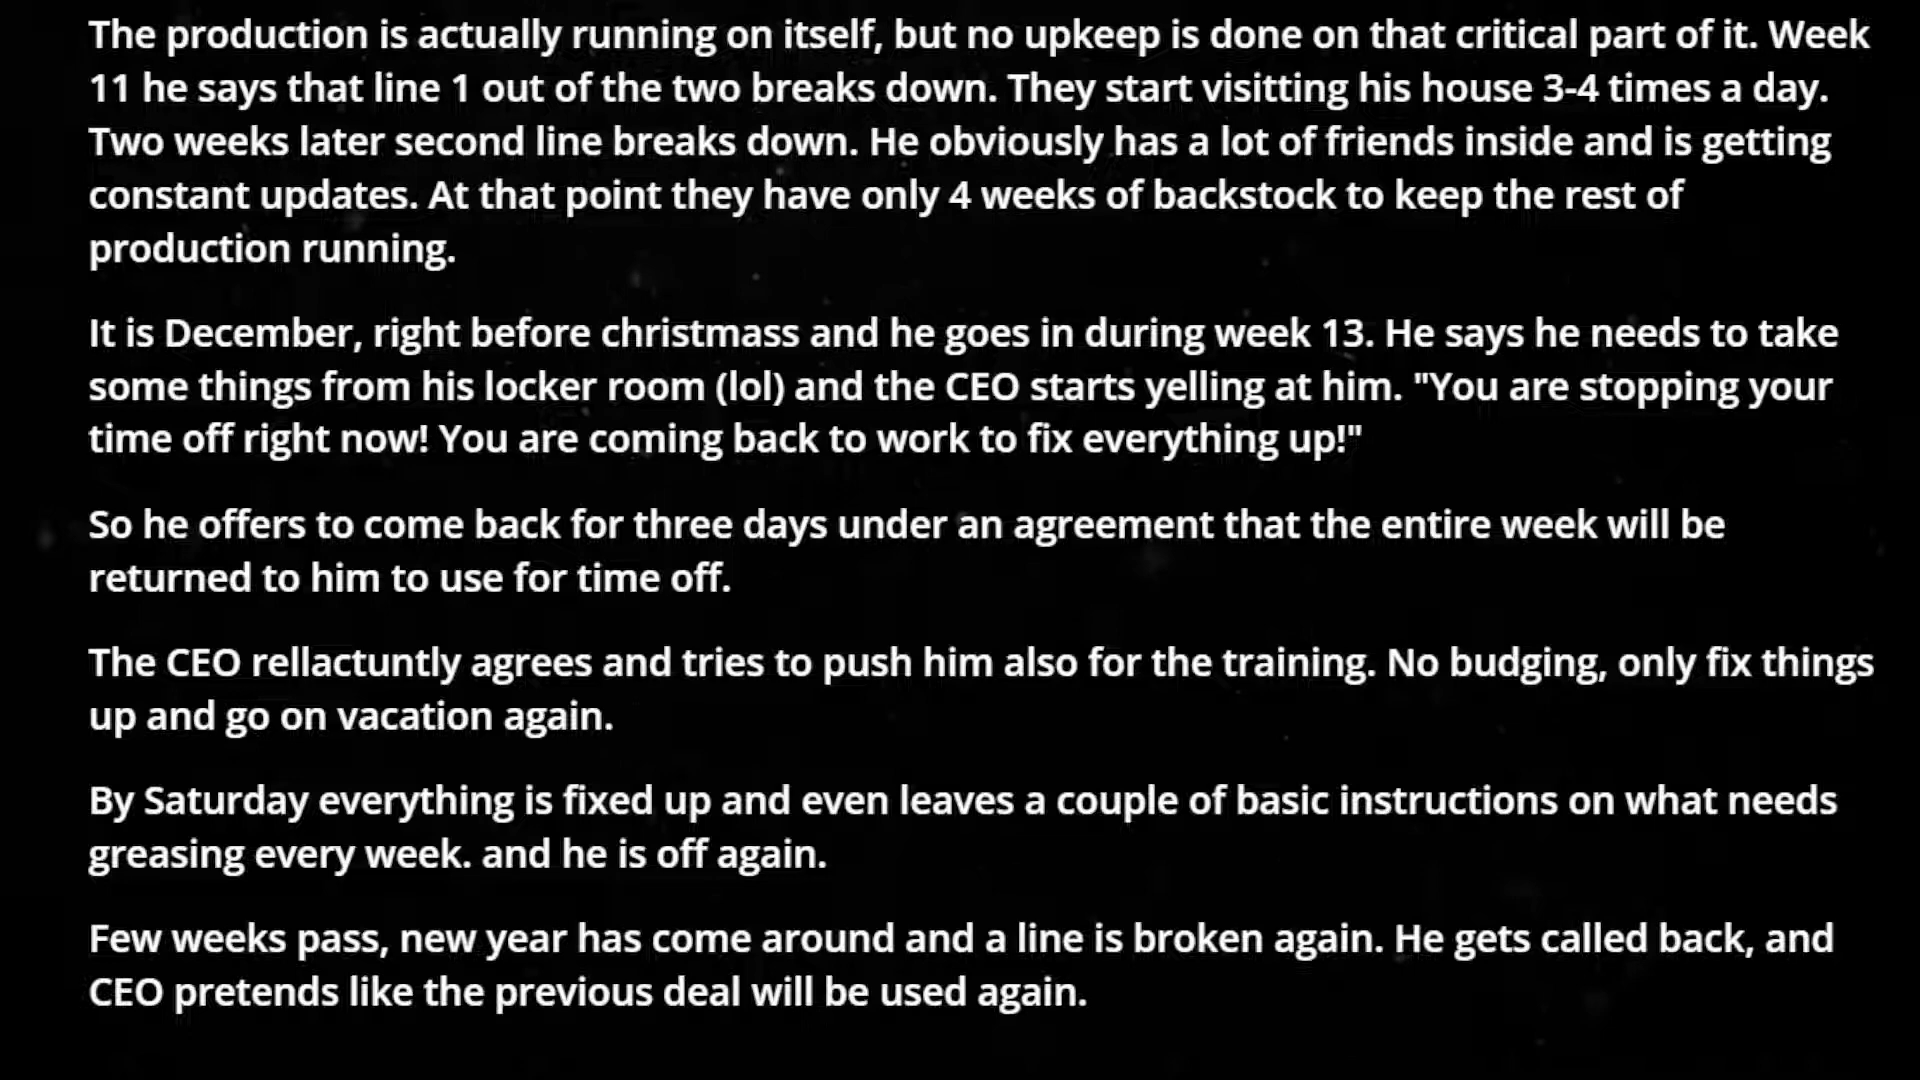 The production is actually running on itself, but no upkeep is done on that critical part of it. Week
11 he says that line 1 out of the two breaks down. They start visitting his house 3-4 times a day.
Two weeks later second line breaks down. He obviously has a lot of friends inside and is getting
constant updates. At that point they have only 4 weeks of backstock to keep the rest of
production running.
It is December, right before christmass and he goes in during week 13. He says he needs to take
some things from his locker room (lol) and the CEO starts yelling at him. "You are stopping your
time off right now! You are coming back to work to fix everything up!"
So he offers to come back for three days under an agreement that the entire week will be
returned to him to use for time off.
The CEO rellactuntly agrees and tries to push him also for the training. No budging, only fix things
up and go on vacation again.
By Saturday everything is fixed up and even leaves a couple of basic instructions on what needs
greasing every week. and he is off again.
Few weeks pass, new year has come around and a line is broken again. He gets called back, and
CEO pretends like the previous deal will be used again.